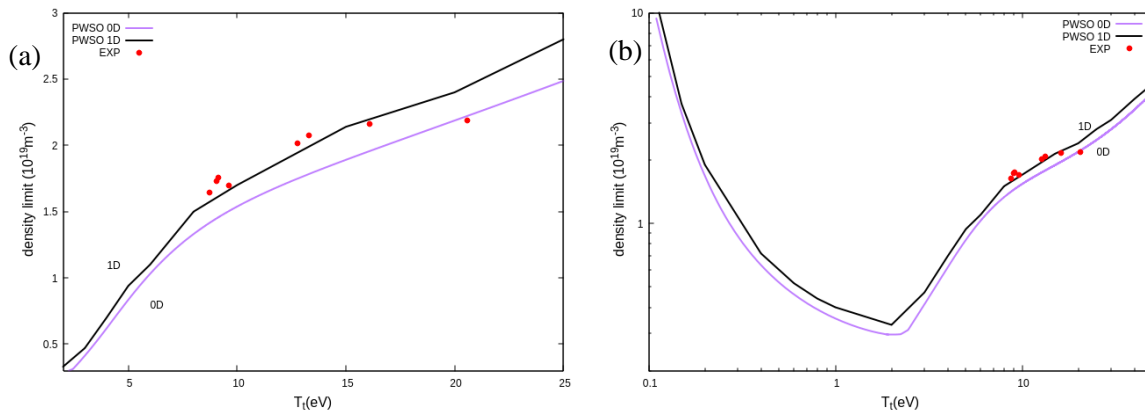 (a)
density limit (10¹⁹m⁻³)
3
2.5
2
1.5
1
0.5
PWSO 0D
PWSO 1D
EXP
1D
0D
5
10
15
20
25
Tₜ(eV)
(b)
density limit (10¹⁹m⁻³)
10
1
PWSO 0D
PWSO 1D
EXP
1D
0D
0.1
1
10
Tₜ(eV)